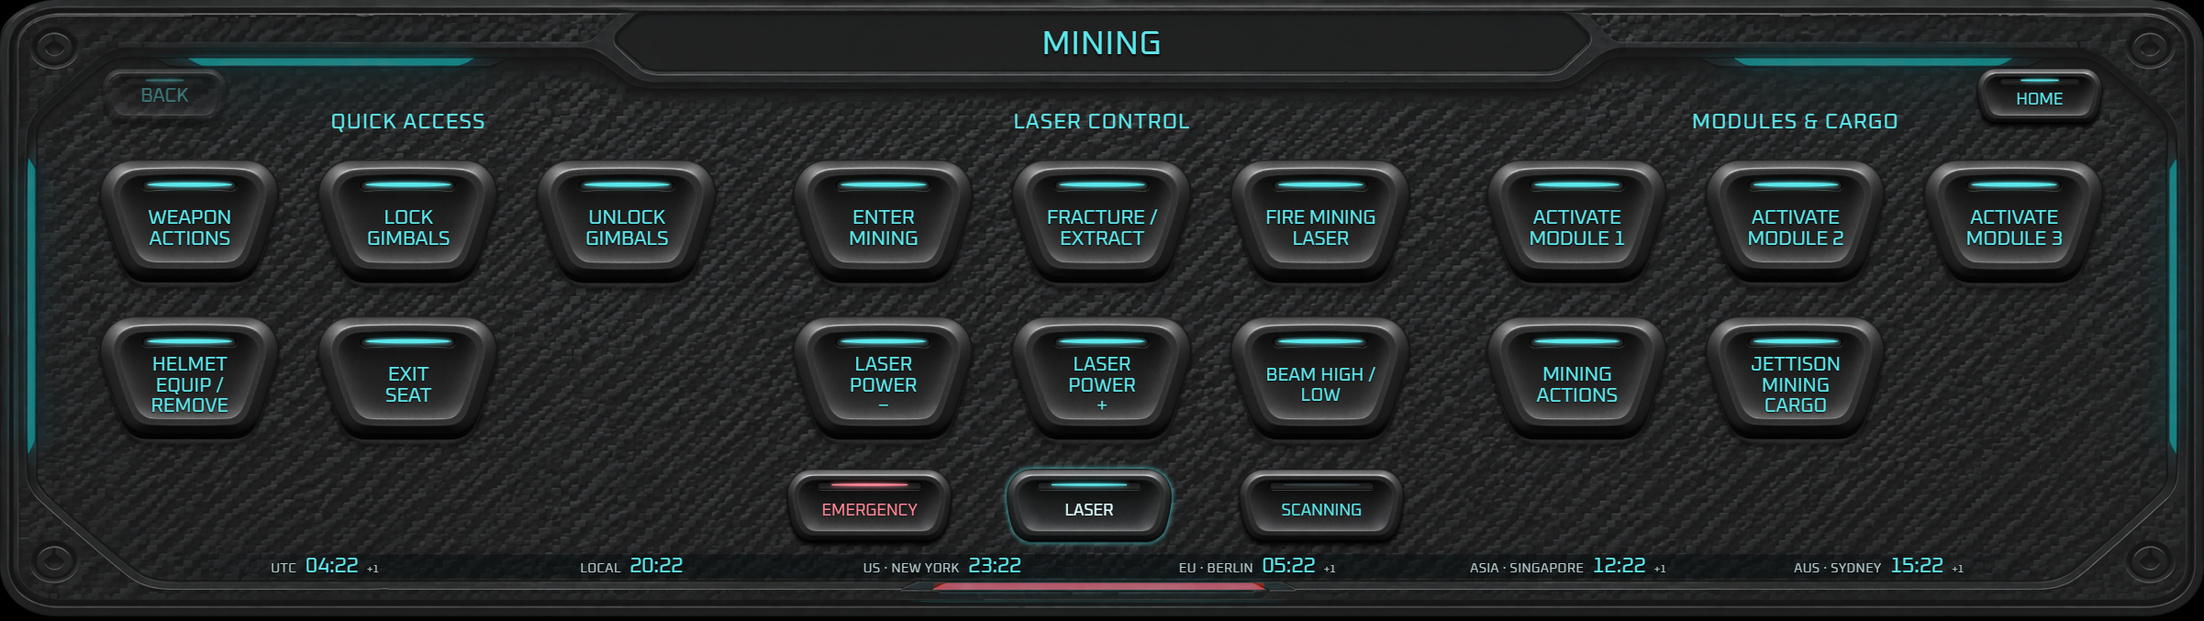 MINING
BACK
HOME
QUICK ACCESS
LASER CONTROL
MODULES & CARGO
WEAPON
ACTIONS
LOCK
GIMBALS
UNLOCK
GIMBALS
ENTER
MINING
FRACTURE /
EXTRACT
FIRE MINING
LASER
ACTIVATE
MODULE 1
ACTIVATE
MODULE 2
ACTIVATE
MODULE 3
HELMET
EQUIP /
REMOVE
EXIT
SEAT
LASER
POWER
–
LASER
POWER
+
BEAM HIGH /
LOW
MINING
ACTIONS
JETTISON
MINING
CARGO
EMERGENCY
LASER
SCANNING
UTC 04:22 +1
LOCAL 20:22
US · NEW YORK 23:22
EU · BERLIN 05:22 +1
ASIA · SINGAPORE 12:22 +1
AUS · SYDNEY 15:22 +1